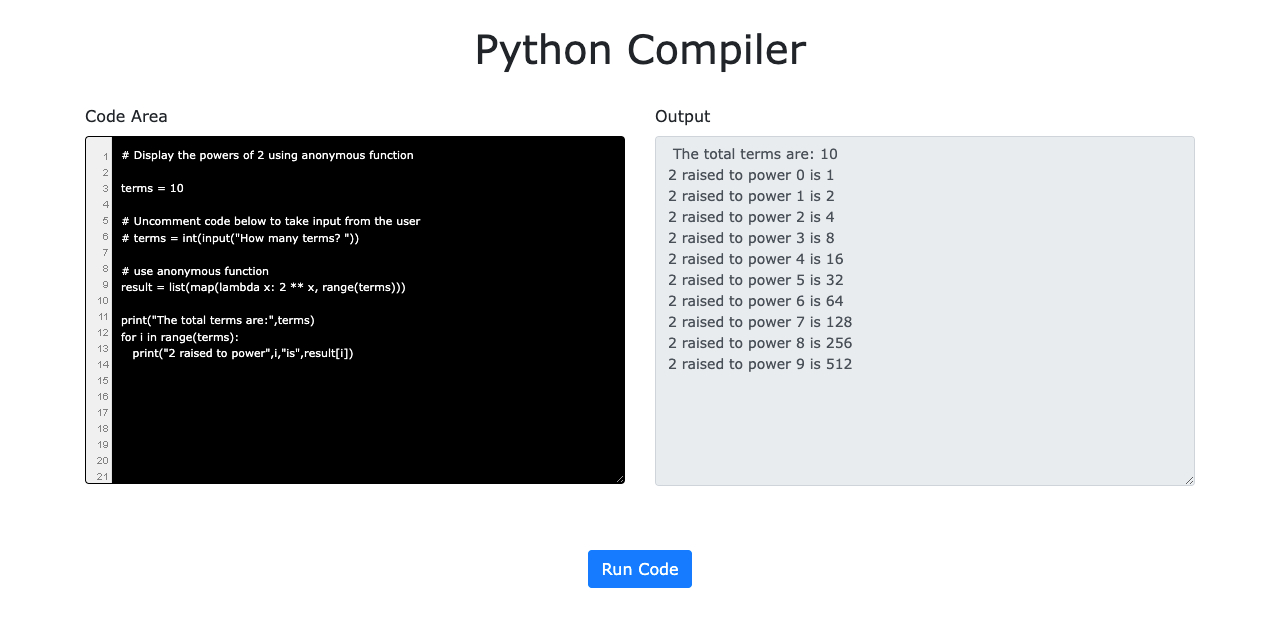 Python Compiler
Code Area
1
2
3
4
5
6
7
8
9
10
11
12
13
14
15
16
17
18
19
20
21
# Display the powers of 2 using anonymous function
terms = 10
# Uncomment code below to take input from the user
# terms = int(input("How many terms? "))
# use anonymous function
result = list(map(lambda x: 2 ** x, range(terms)))
print("The total terms are:",terms)
for i in range(terms):
   print("2 raised to power",i,"is",result[i])
Output
The total terms are: 10
2 raised to power 0 is 1
2 raised to power 1 is 2
2 raised to power 2 is 4
2 raised to power 3 is 8
2 raised to power 4 is 16
2 raised to power 5 is 32
2 raised to power 6 is 64
2 raised to power 7 is 128
2 raised to power 8 is 256
2 raised to power 9 is 512
Run Code